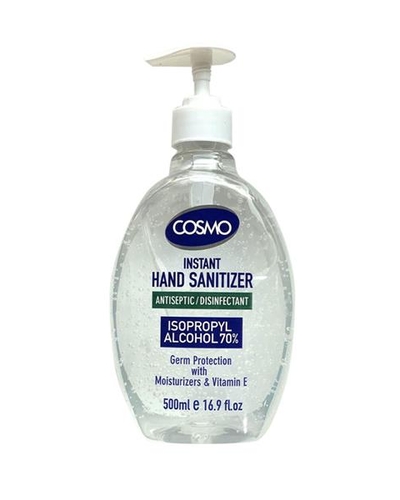 COSMO
INSTANT
HAND SANITIZER
ANTISEPTIC/DISINFECTANT
ISOPROPYL
ALCOHOL 70%
Germ Protection
with
Moisturizers & Vitamin E
500ml e 16.9 fl.oz